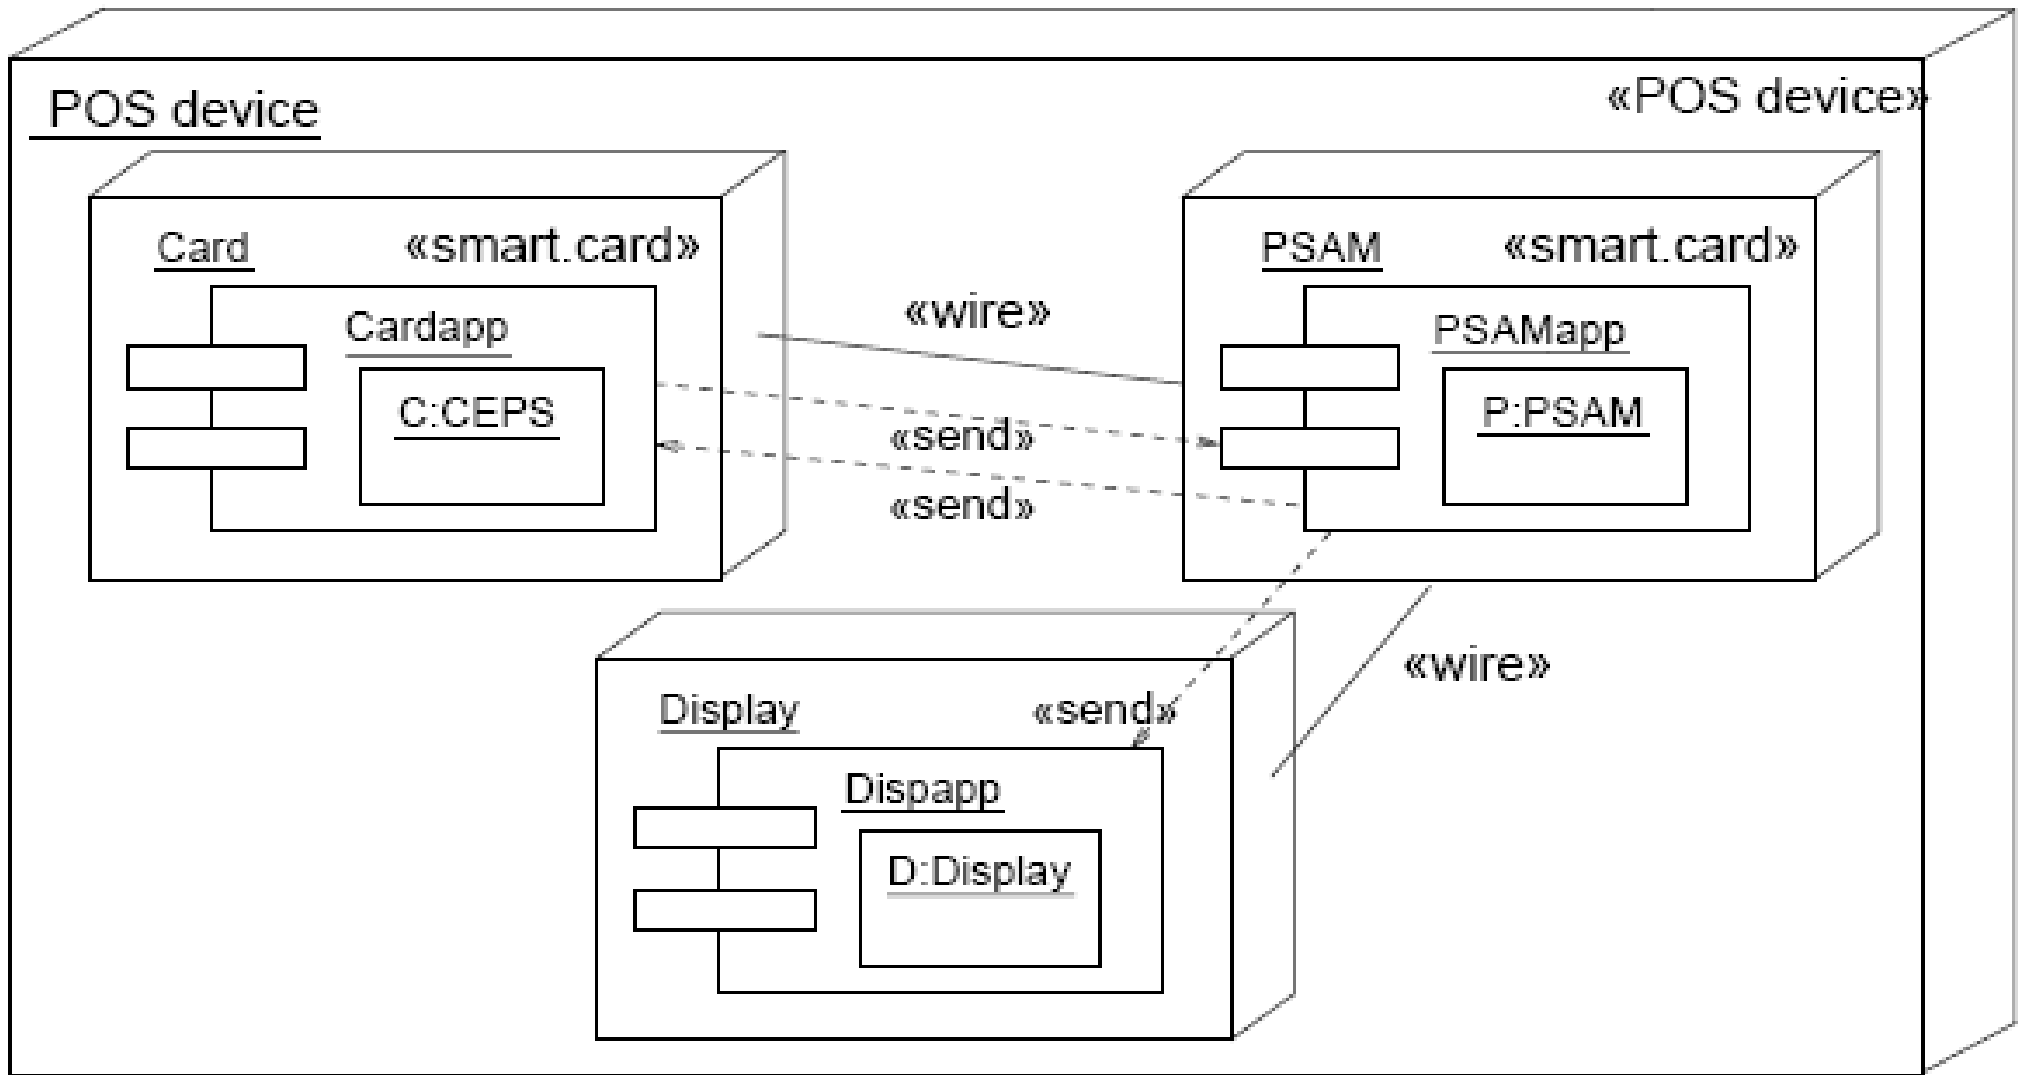 POS device
«POS device»
Card
«smart.card»
PSAM
«smart.card»
«wire»
Cardapp
PSAMapp
C:CEPS
P:PSAM
«send»
«send»
«wire»
Display
«send»
Dispapp
D:Display